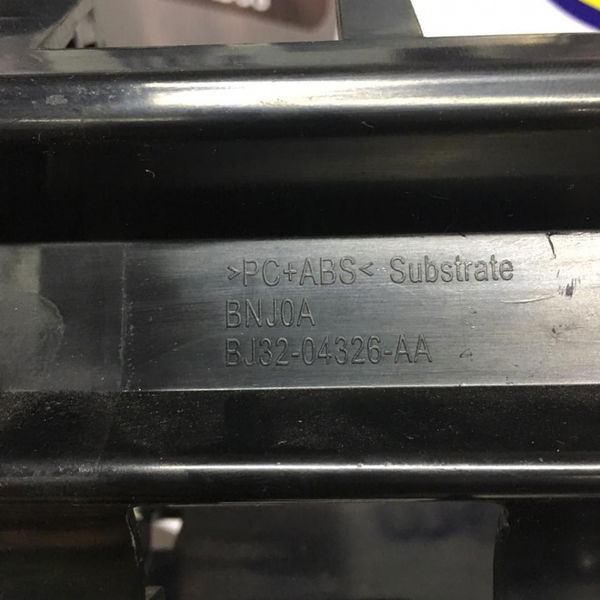 >PC+ABS< Substrate
BNJ0A
BJ32-04326-AA